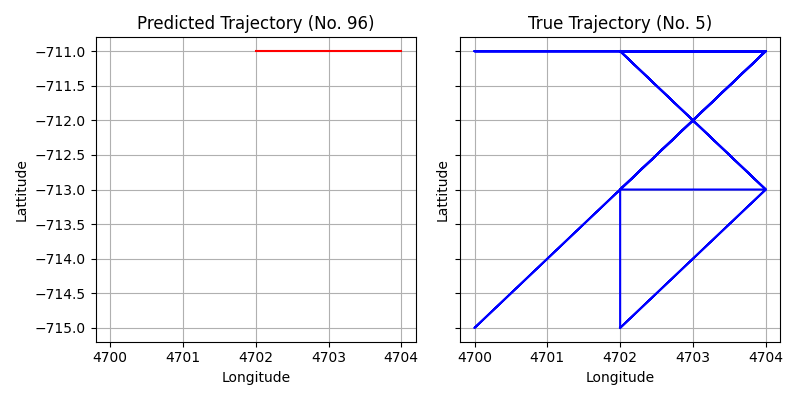 Predicted Trajectory (No. 96)
True Trajectory (No. 5)
−711.0
−711.5
−712.0
−712.5
−713.0
−713.5
−714.0
−714.5
−715.0
Lattitude
Lattitude
4700 4701 4702 4703 4704
4700 4701 4702 4703 4704
Longitude
Longitude